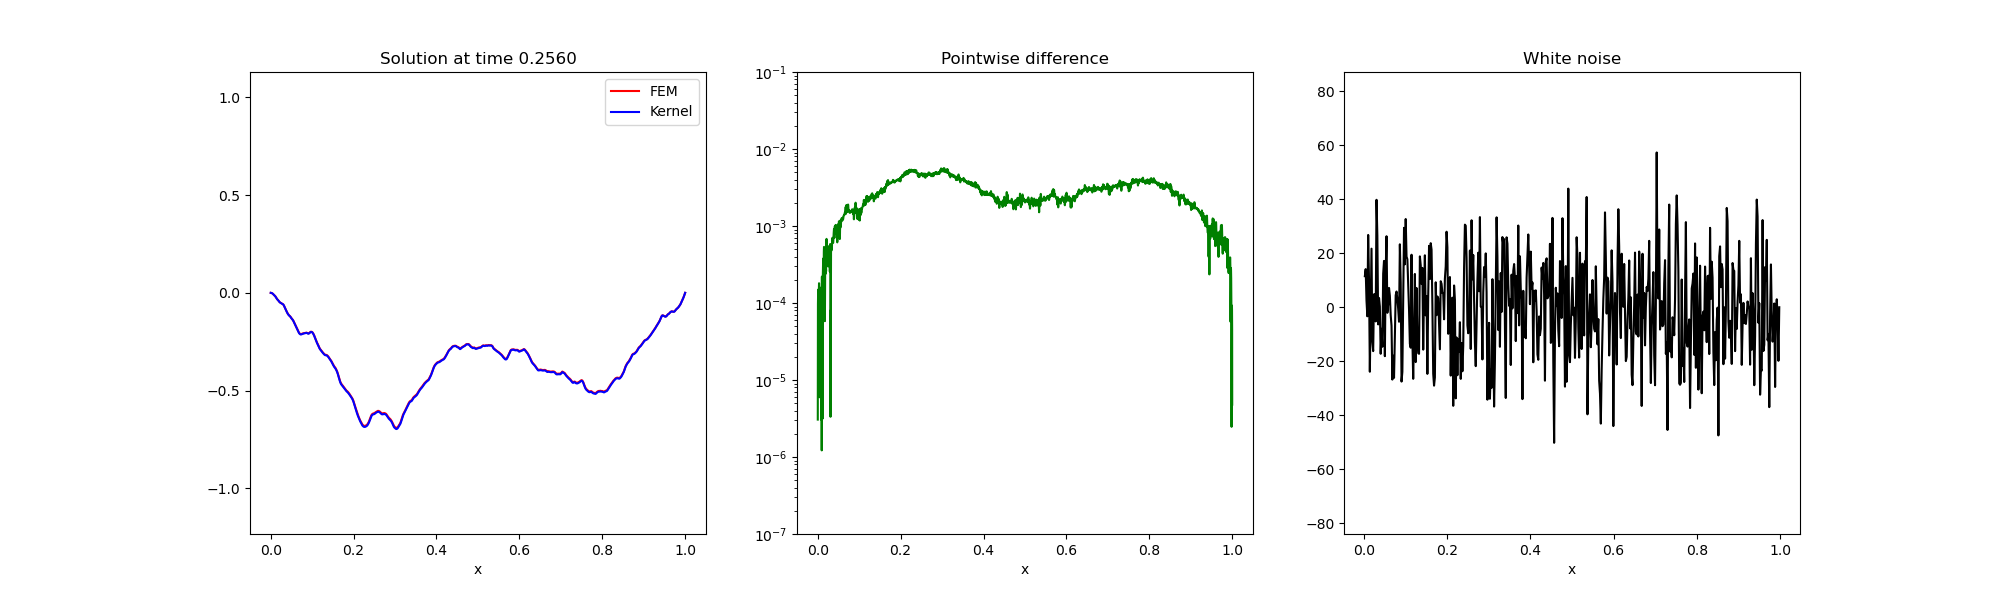 Solution at time 0.2560
1.0
0.5
0.0
−0.5
−1.0
0.0 0.2 0.4 0.6 0.8 1.0
x
FEM
Kernel
Pointwise difference
10⁻¹
10⁻²
10⁻³
10⁻⁴
10⁻⁵
10⁻⁶
10⁻⁷
0.0 0.2 0.4 0.6 0.8 1.0
x
White noise
80
60
40
20
0
−20
−40
−60
−80
0.0 0.2 0.4 0.6 0.8 1.0
x